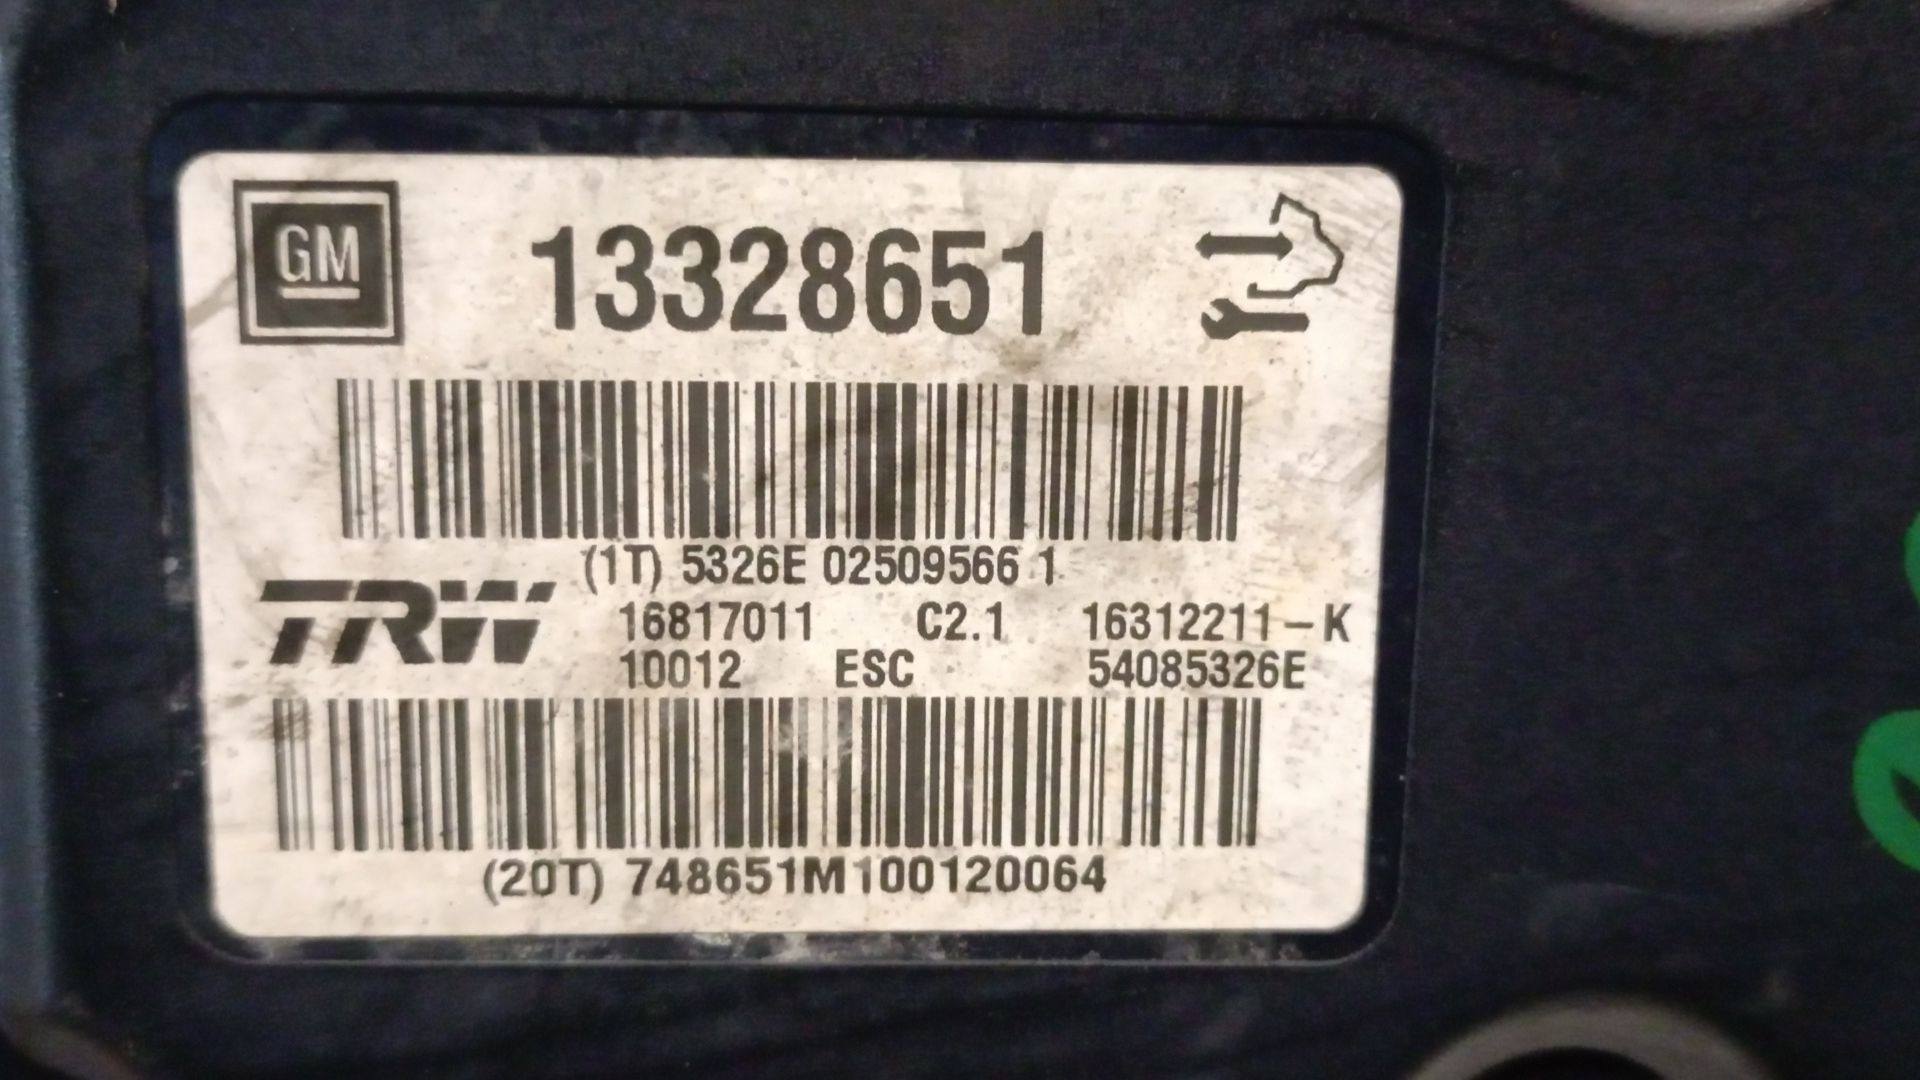 GM
13328651
(1T) 5326E 02509566 1
TRW
16817011 C2.1 16312211-K
10012 ESC 54085326E
(20T) 748651M100120064